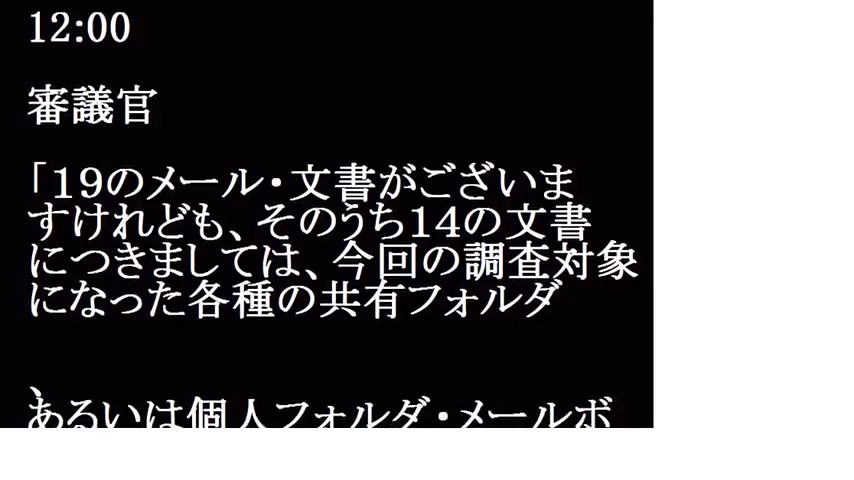 12:00
審議官
「19のメール・文書がございま
すけれども、そのうち14の文書
につきましては、今回の調査対象
になった各種の共有フォルダ
、
あるいは個人フォルダ・メールボ